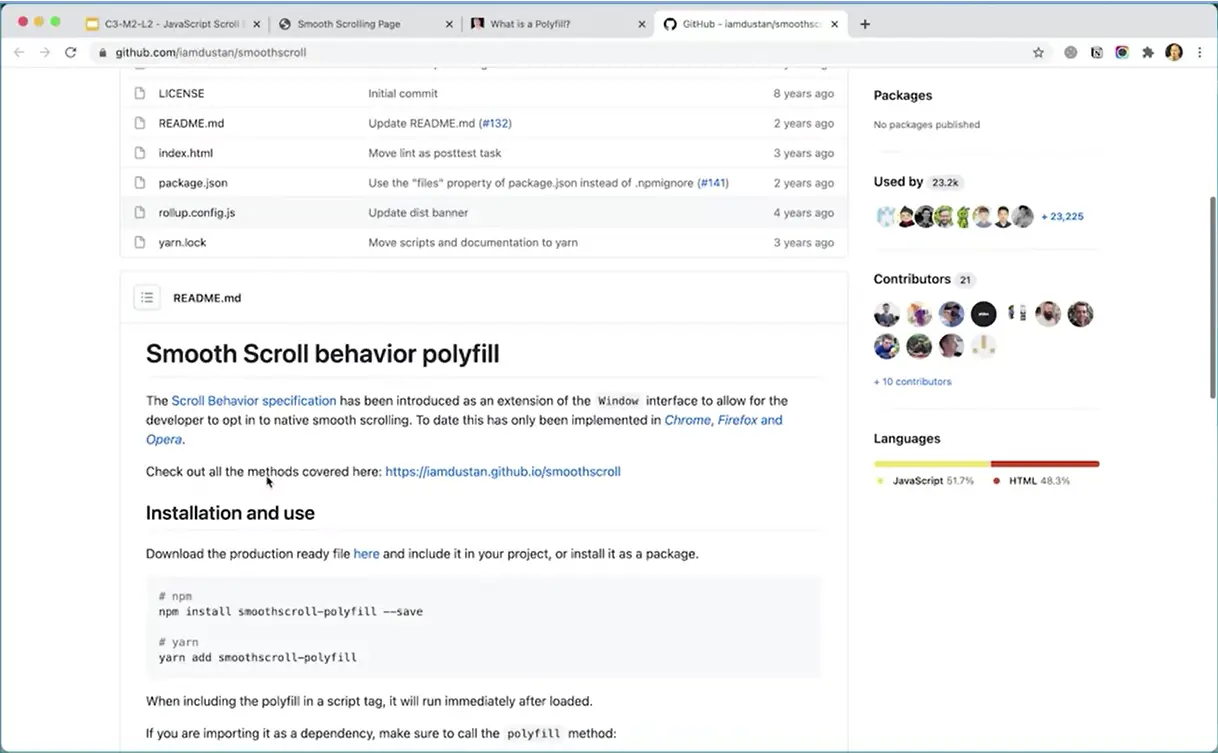 C3-M2-L2 - JavaScript Scroll
Smooth Scrolling Page
What is a Polyfill?
GitHub - iamdustan/smoothsc
github.com/iamdustan/smoothscroll
LICENSE Initial commit 8 years ago
README.md Update README.md (#132) 2 years ago
index.html Move lint as posttest task 3 years ago
package.json Use the "files" property of package.json instead of .npmignore (#141) 2 years ago
rollup.config.js Update dist banner 4 years ago
yarn.lock Move scripts and documentation to yarn 3 years ago
README.md
Smooth Scroll behavior polyfill
The Scroll Behavior specification has been introduced as an extension of the Window interface to allow for the
developer to opt in to native smooth scrolling. To date this has only been implemented in Chrome, Firefox and
Opera.
Check out all the methods covered here: https://iamdustan.github.io/smoothscroll
Installation and use
Download the production ready file here and include it in your project, or install it as a package.
# npm
npm install smoothscroll-polyfill --save
# yarn
yarn add smoothscroll-polyfill
When including the polyfill in a script tag, it will run immediately after loaded.
If you are importing it as a dependency, make sure to call the polyfill method:
Packages
No packages published
Used by 23.2k
+ 23,225
Contributors 21
+ 10 contributors
Languages
JavaScript 51.7% HTML 48.3%